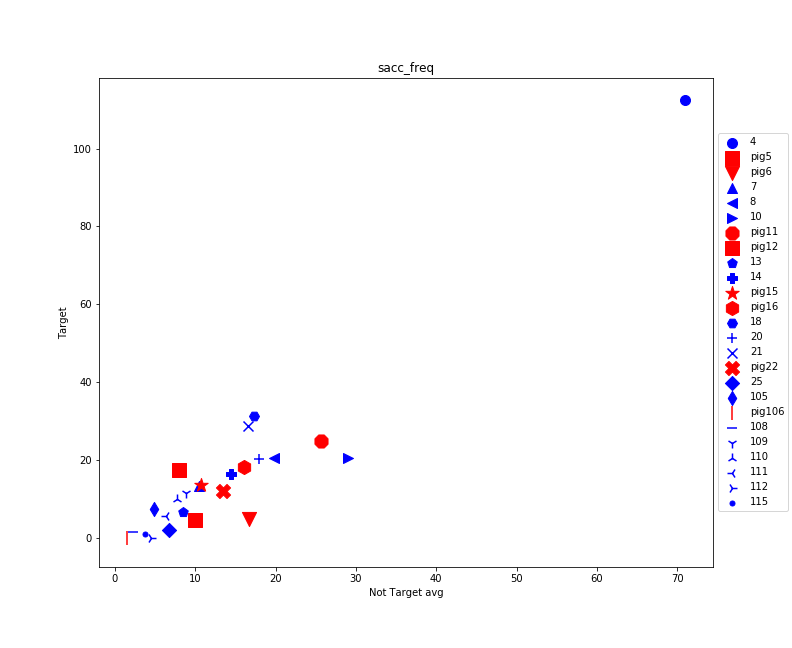 sacc_freq
Target
100
80
60
40
20
0
0 10 20 30 40 50 60 70
Not Target avg
4
pig5
pig6
7
8
10
pig11
pig12
13
14
pig15
pig16
18
20
21
pig22
25
105
pig106
108
109
110
111
112
115